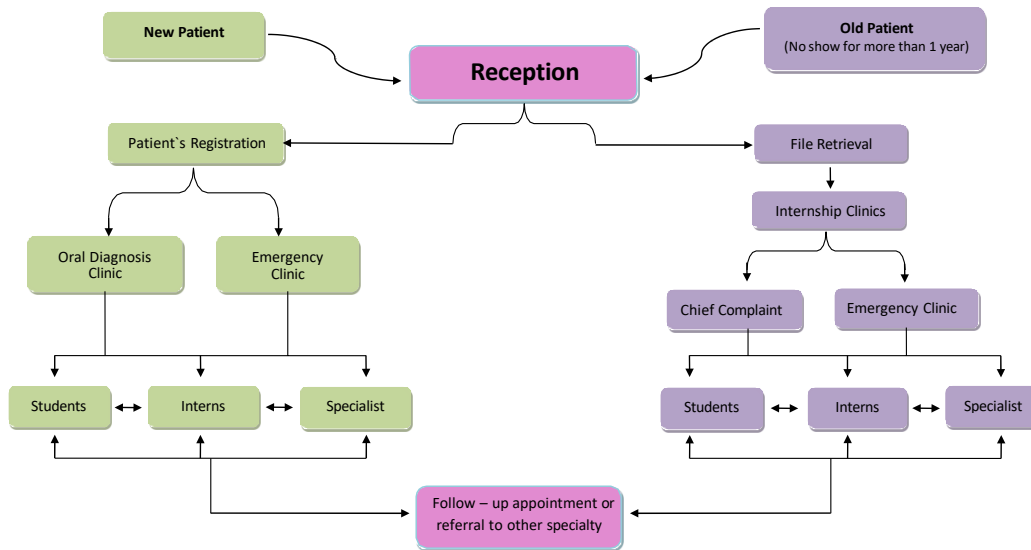 New Patient
Old Patient
(No show for more than 1 year)
Reception
Patient`s Registration
File Retrieval
Internship Clinics
Oral Diagnosis
Clinic
Emergency
Clinic
Chief Complaint
Emergency Clinic
Students
Interns
Specialist
Students
Interns
Specialist
Follow – up appointment or
referral to other specialty